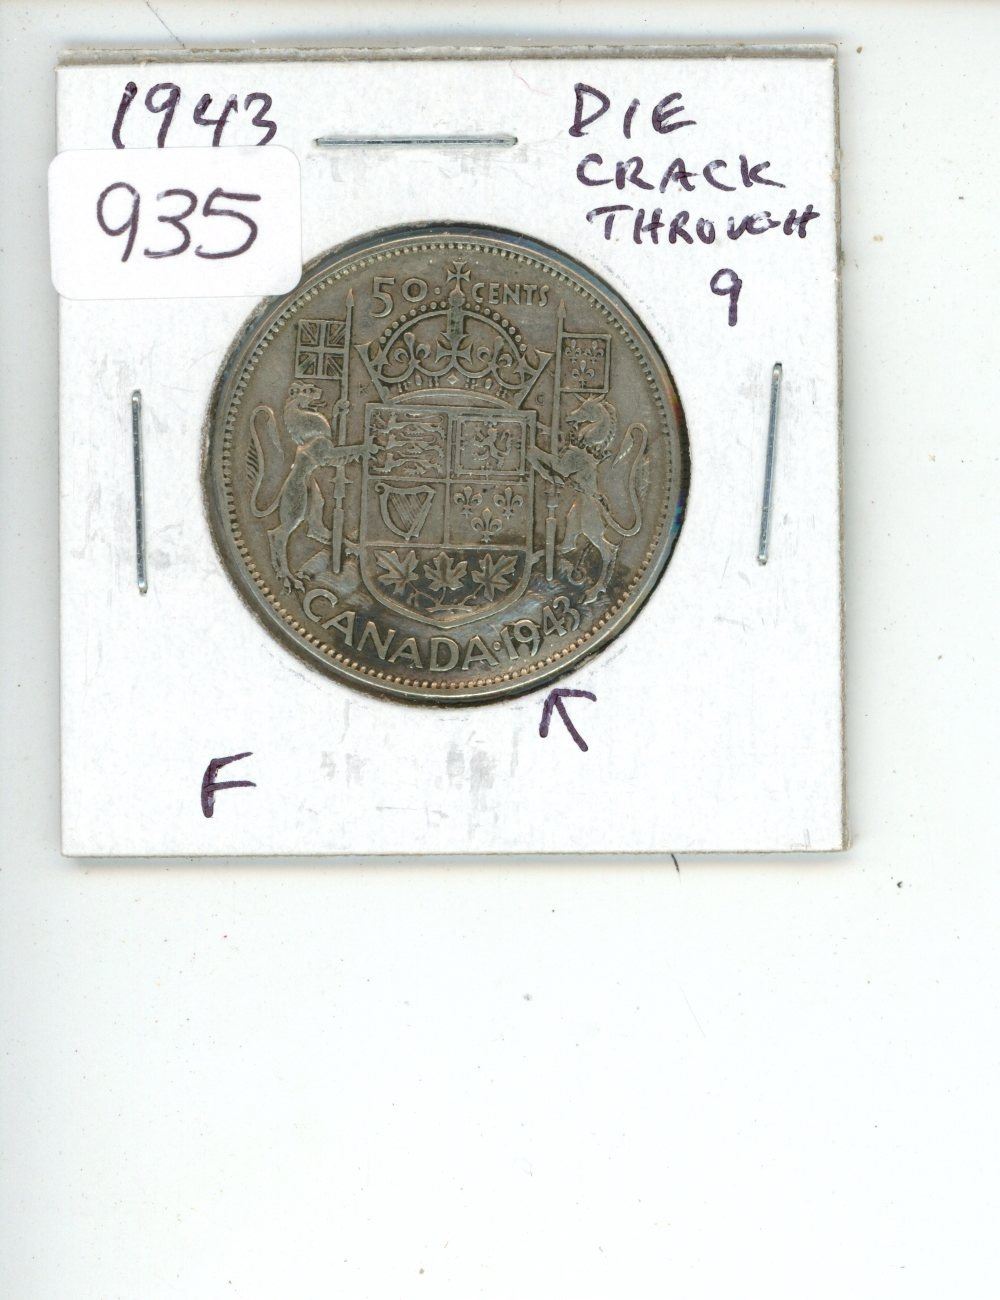 1943
935
DIE
CRACK
THROUGH
9
50 CENTS
CANADA·1943
F